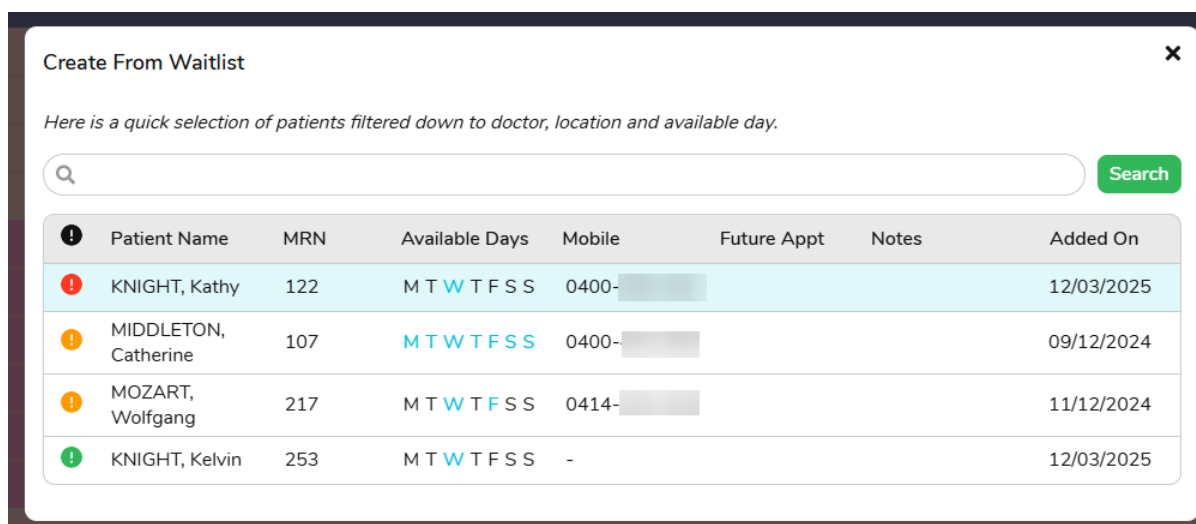 Create From Waitlist
Here is a quick selection of patients filtered down to doctor, location and available day.
Search
Patient Name MRN Available Days Mobile Future Appt Notes Added On
KNIGHT, Kathy 122 M T W T F S S 0400- 12/03/2025
MIDDLETON,
Catherine 107 M T W T F S S 0400- 09/12/2024
MOZART,
Wolfgang 217 M T W T F S S 0414- 11/12/2024
KNIGHT, Kelvin 253 M T W T F S S - 12/03/2025